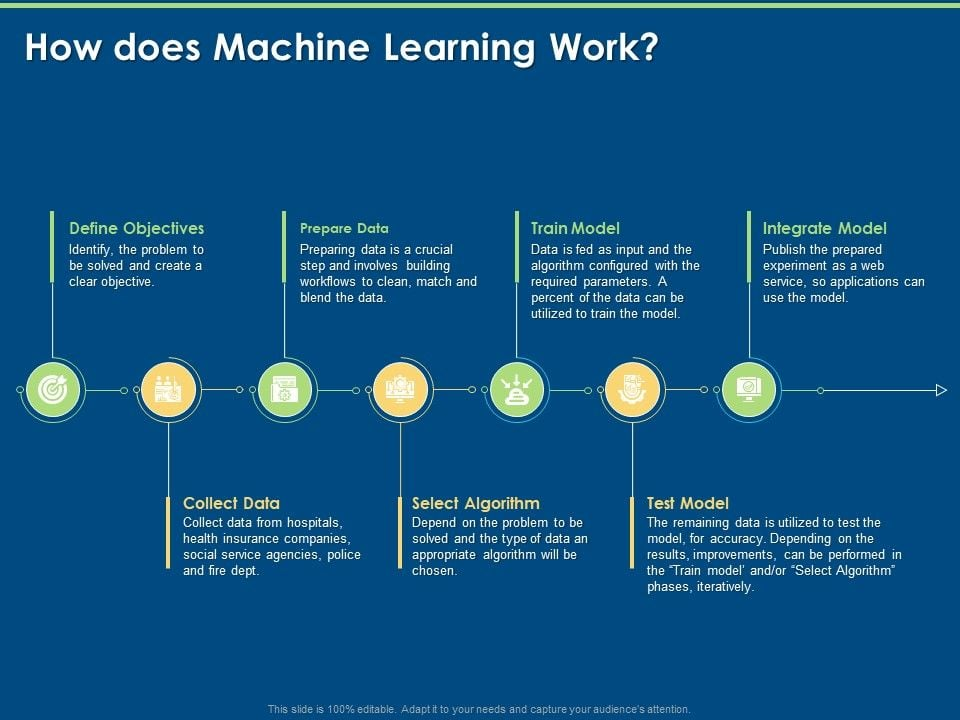 How does Machine Learning Work?
Define Objectives
Identify, the problem to
be solved and create a
clear objective.
Collect Data
Collect data from hospitals,
health insurance companies,
social service agencies, police
and fire dept.
Prepare Data
Preparing data is a crucial
step and involves building
workflows to clean, match and
blend the data.
Select Algorithm
Depend on the problem to be
solved and the type of data an
appropriate algorithm will be
chosen.
Train Model
Data is fed as input and the
algorithm configured with the
required parameters. A
percent of the data can be
utilized to train the model.
Test Model
The remaining data is utilized to test the
model, for accuracy. Depending on the
results, improvements, can be performed in
the “Train model’ and/or “Select Algorithm”
phases, iteratively.
Integrate Model
Publish the prepared
experiment as a web
service, so applications can
use the model.
This slide is 100% editable. Adapt it to your needs and capture your audience's attention.